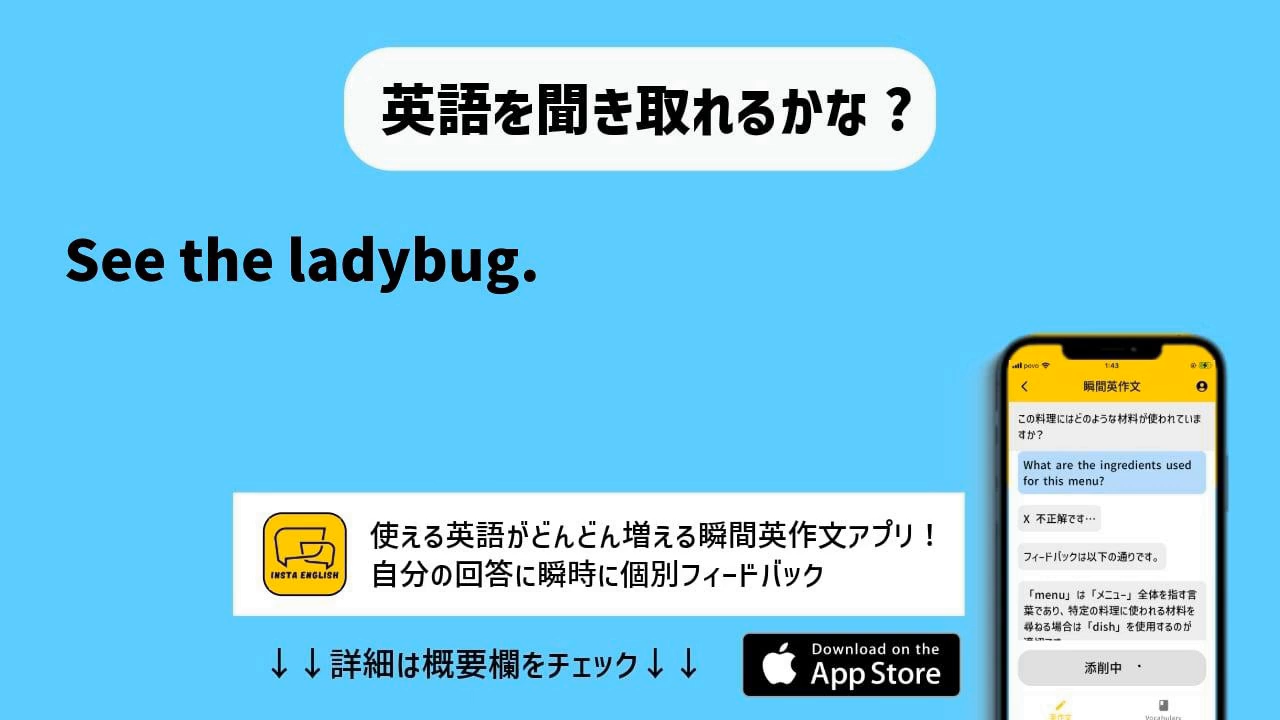 英語を聞き取れるかな？
See the ladybug.
povo
1:43
瞬間英作文
この料理にはどのような材料が使われていま
すか？
What are the ingredients used
for this menu?
X 不正解です…
フィードバックは以下の通りです。
「menu」は「メニュー」全体を指す言
葉であり、特定の料理に使われる材料を
尋ねる場合は「dish」を使用するのが
添削中
英作文
Vocabulary
INSTA ENGLISH
使える英語がどんどん増える瞬間英作文アプリ！
自分の回答に瞬時に個別フィードバック
↓↓詳細は概要欄をチェック↓↓
Download on the
App Store